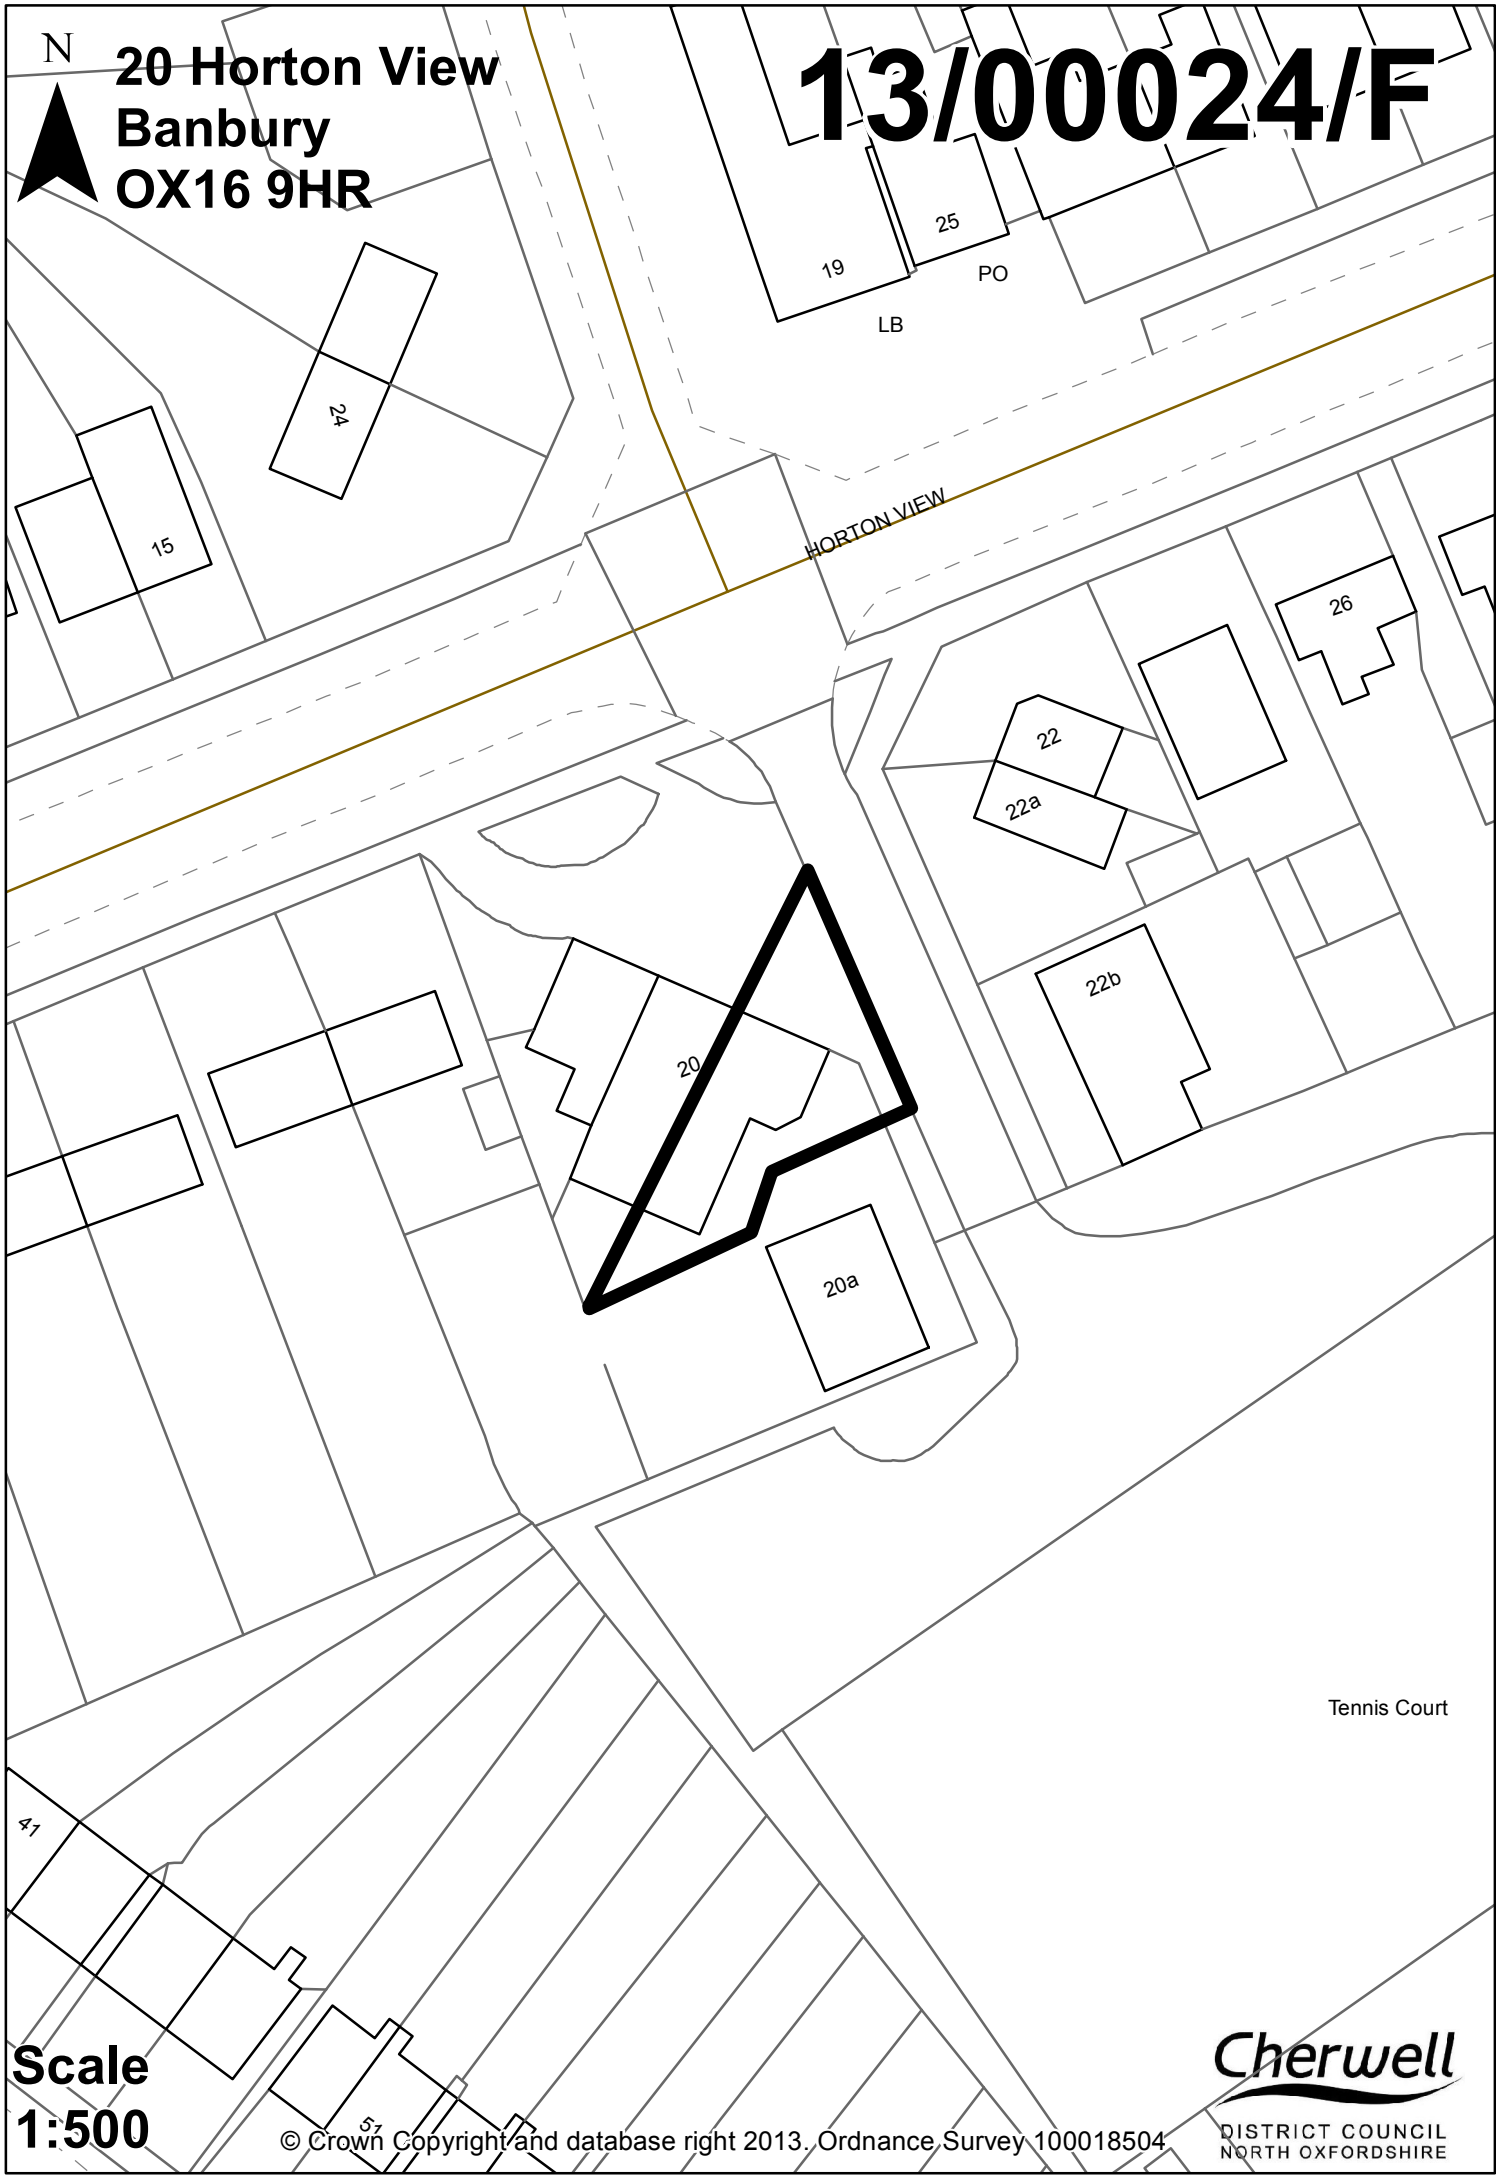 N
20 Horton View
Banbury
OX16 9HR
13/00024/F
25
19
PO
LB
24
15
HORTON VIEW
26
22
22a
22b
20
20a
Tennis Court
41
51
Scale
1:500
© Crown Copyright and database right 2013. Ordnance Survey 100018504
Cherwell
DISTRICT COUNCIL
NORTH OXFORDSHIRE